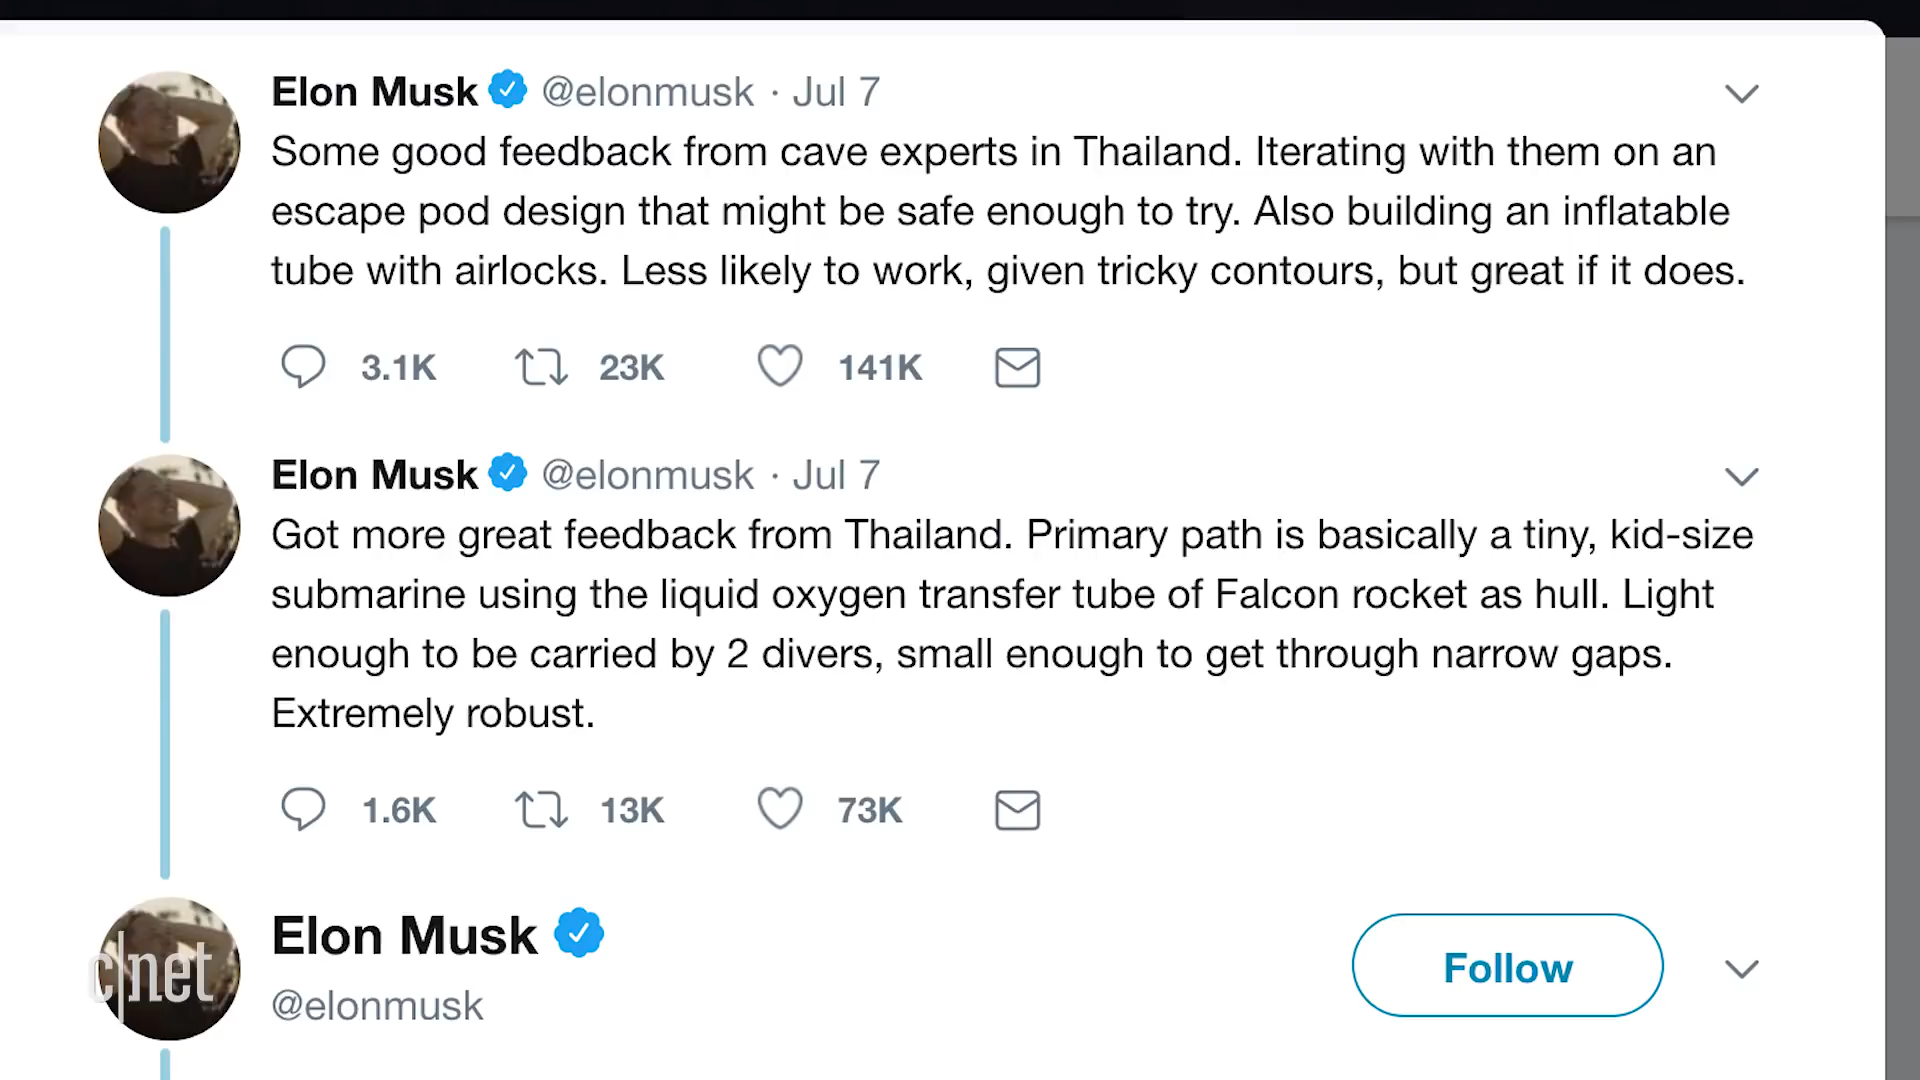 Elon Musk @elonmusk · Jul 7
Some good feedback from cave experts in Thailand. Iterating with them on an
escape pod design that might be safe enough to try. Also building an inflatable
tube with airlocks. Less likely to work, given tricky contours, but great if it does.
3.1K 23K 141K
Elon Musk @elonmusk · Jul 7
Got more great feedback from Thailand. Primary path is basically a tiny, kid-size
submarine using the liquid oxygen transfer tube of Falcon rocket as hull. Light
enough to be carried by 2 divers, small enough to get through narrow gaps.
Extremely robust.
1.6K 13K 73K
Elon Musk
@elonmusk
Follow
c|net